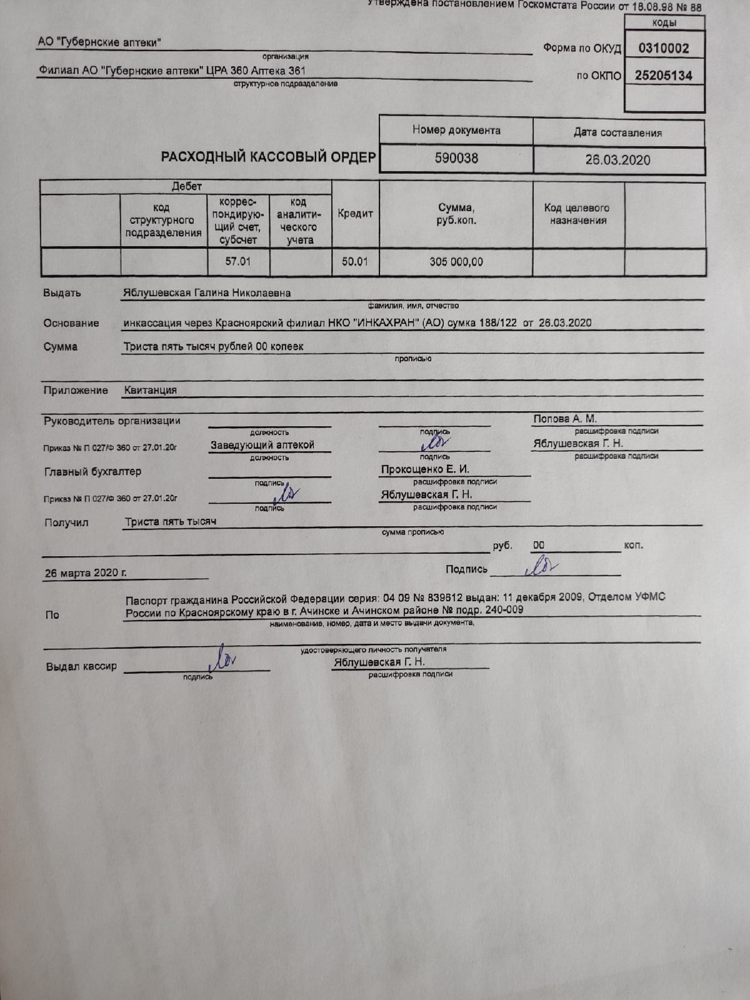 Утверждена постановлением Госкомстата России от 18.08.98 № 88
коды
АО "Губернские аптеки"
Форма по ОКУД 0310002
организация
Филиал АО "Губернские аптеки" ЦРА 360 Аптека 361
по ОКПО 25205134
структурное подразделение
Номер документа Дата составления
РАСХОДНЫЙ КАССОВЫЙ ОРДЕР 590038 26.03.2020
Дебет
код структурного подразделения
коррес-пондирую-щий счет, субсчет
код аналити-ческого учета
Кредит
Сумма, руб.коп.
Код целевого назначения
57.01 50.01 305 000,00
Выдать Яблушевская Галина Николаевна
фамилия, имя, отчество
Основание инкассация через Красноярский филиал НКО "ИНКАХРАН" (АО) сумка 188/122 от 26.03.2020
Сумма Триста пять тысяч рублей 00 копеек
прописью
Приложение Квитанция
Руководитель организации Попова А. М.
должность подпись расшифровка подписи
Приказ № П 027/Ф 360 от 27.01.20г Заведующий аптекой Яблушевская Г. Н.
должность подпись расшифровка подписи
Главный бухгалтер Прокощенко Е. И.
подпись расшифровка подписи
Приказ № П 027/Ф 360 от 27.01.20г Яблушевская Г. Н.
подпись расшифровка подписи
Получил Триста пять тысяч
сумма прописью
руб. 00 коп.
26 марта 2020 г. Подпись
Паспорт гражданина Российской Федерации серия: 04 09 № 839612 выдан: 11 декабря 2009, Отделом УФМС
По России по Красноярскому краю в г. Ачинске и Ачинском районе № подр. 240-009
наименование, номер, дата и место выдачи документа,
удостоверяющего личность получателя
Выдал кассир Яблушевская Г. Н.
подпись расшифровка подписи